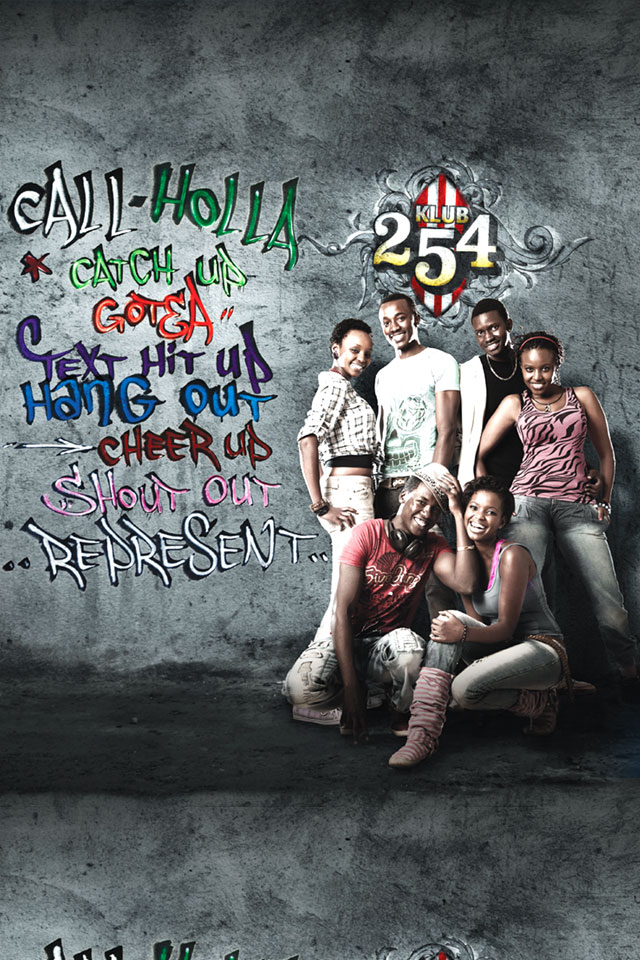 CALL-HOLLA
* CATCH UP
GOTEA"
TEXT HIT UP
HANG OUT
CHEER UP
SHOUT OUT
..REPRESENT..
KLUB
254